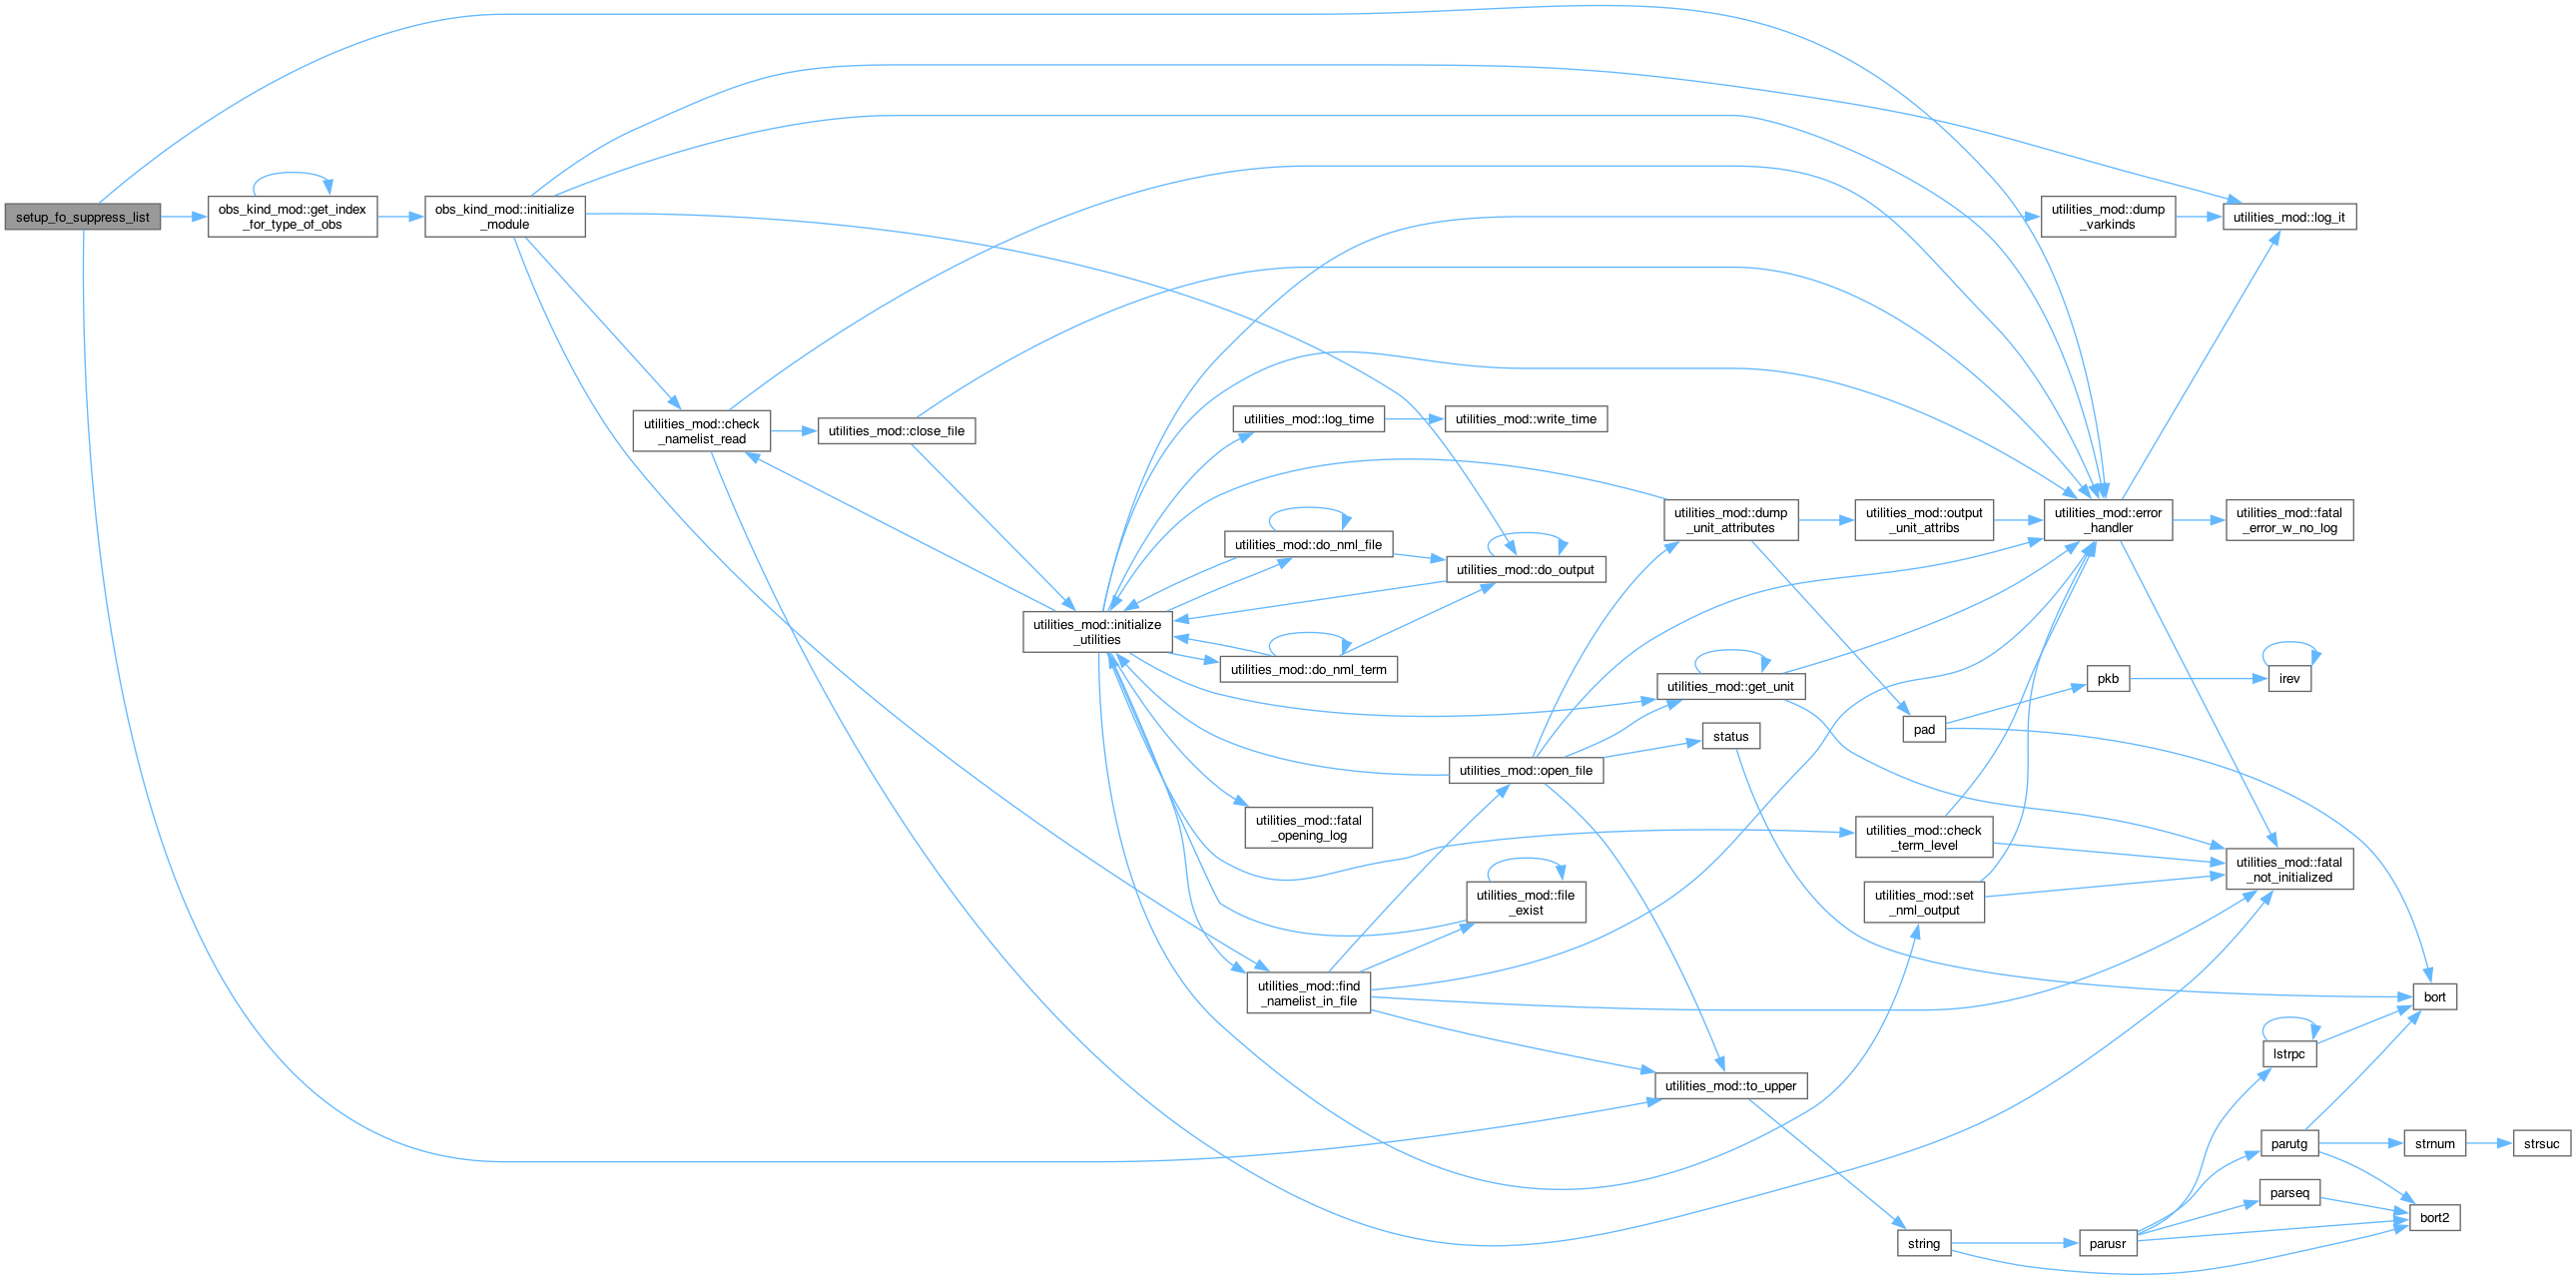 setup_fo_suppress_list
obs_kind_mod::get_index
_for_type_of_obs
obs_kind_mod::initialize
_module
utilities_mod::check
_namelist_read
utilities_mod::close_file
utilities_mod::initialize
_utilities
utilities_mod::log_time
utilities_mod::write_time
utilities_mod::do_nml_file
utilities_mod::do_output
utilities_mod::do_nml_term
utilities_mod::fatal
_opening_log
utilities_mod::file
_exist
utilities_mod::find
_namelist_in_file
utilities_mod::open_file
utilities_mod::dump
_unit_attributes
utilities_mod::get_unit
status
utilities_mod::to_upper
utilities_mod::output
_unit_attribs
pad
utilities_mod::check
_term_level
utilities_mod::set
_nml_output
string
utilities_mod::dump
_varkinds
utilities_mod::error
_handler
pkb
parusr
utilities_mod::log_it
utilities_mod::fatal
_error_w_no_log
irev
utilities_mod::fatal
_not_initialized
lstrpc
parutg
parseq
bort
strnum
bort2
strsuc